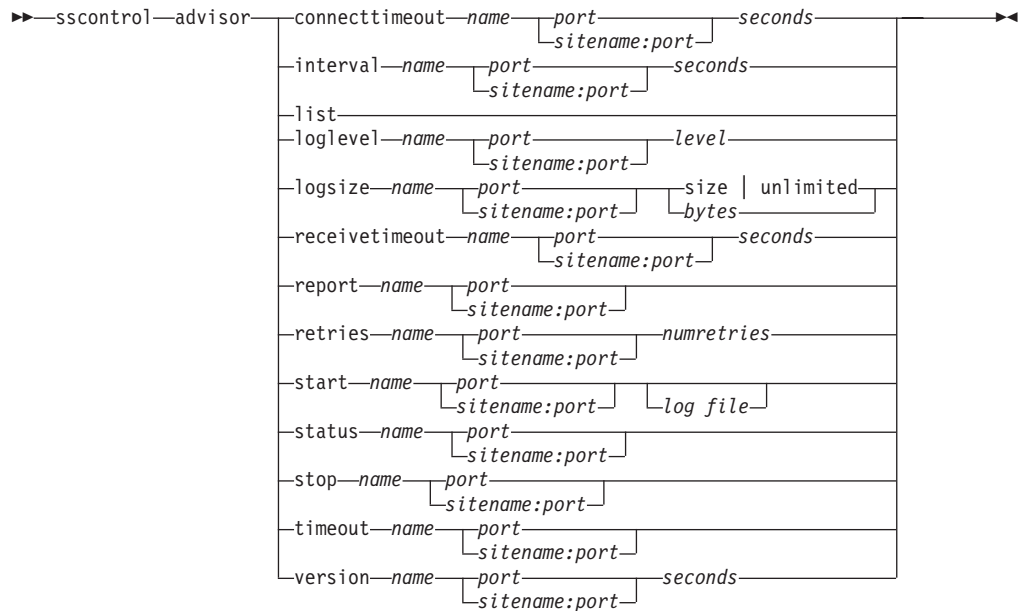 sscontrol advisor connecttimeout name port seconds
sitename:port
interval name port seconds
sitename:port
list
loglevel name port level
sitename:port
logsize name port size | unlimited
sitename:port bytes
receivetimeout name port seconds
sitename:port
report name port
sitename:port
retries name port numretries
sitename:port
start name port
sitename:port log file
status name port
sitename:port
stop name port
sitename:port
timeout name port
sitename:port
version name port seconds
sitename:port